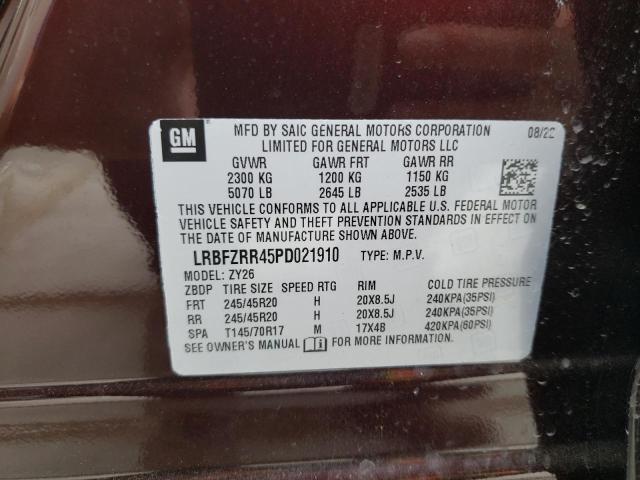 GM
MFD BY SAIC GENERAL MOTORS CORPORATION 08/22
LIMITED FOR GENERAL MOTORS LLC
GVWR GAWR FRT GAWR RR
2300 KG 1200 KG 1150 KG
5070 LB 2645 LB 2535 LB
THIS VEHICLE CONFORMS TO ALL APPLICABLE U.S. FEDERAL MOTOR
VEHICLE SAFETY AND THEFT PREVENTION STANDARDS IN EFFECT ON
THE DATE OF MANUFACTURE SHOWN ABOVE.
LRBFZRR45PD021910 TYPE: M.P.V.
MODEL: ZY26
ZBDP TIRE SIZE SPEED RTG RIM COLD TIRE PRESSURE
FRT 245/45R20 H 20X8.5J 240KPA(35PSI)
RR 245/45R20 H 20X8.5J 240KPA(35PSI)
SPA T145/70R17 M 17X4B 420KPA(60PSI)
SEE OWNER'S MANUAL i FOR MORE INFORMATION.